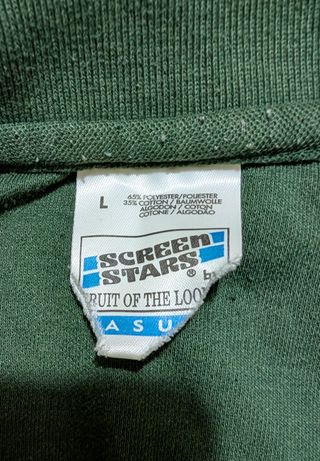 L
65% POLYESTER/POLIESTER
35% COTTON / BAUMWOLLE
ALGODON / COTON
COTONE / ALGODÃO
SCREEN
STARS®
b
RUIT OF THE LOO
ASU